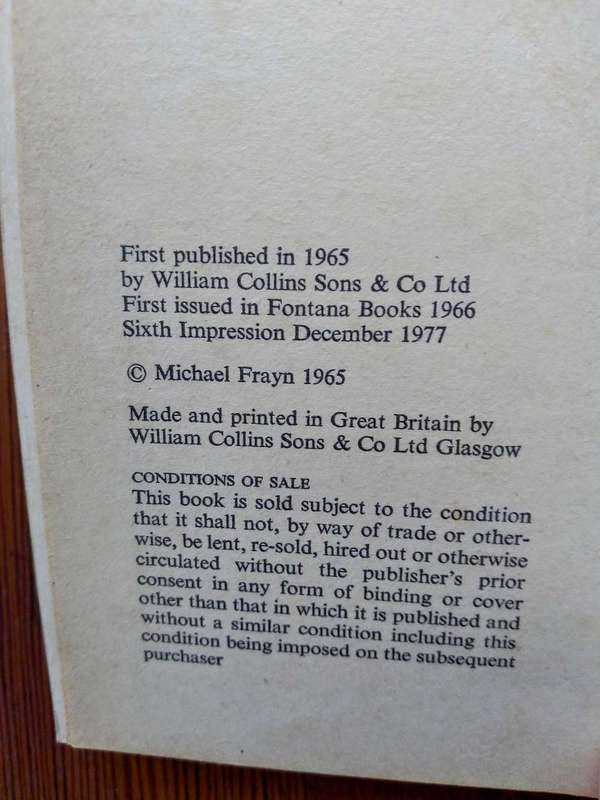 First published in 1965
by William Collins Sons & Co Ltd
First issued in Fontana Books 1966
Sixth Impression December 1977
© Michael Frayn 1965
Made and printed in Great Britain by
William Collins Sons & Co Ltd Glasgow
CONDITIONS OF SALE
This book is sold subject to the condition
that it shall not, by way of trade or other-
wise, be lent, re-sold, hired out or otherwise
circulated without the publisher's prior
consent in any form of binding or cover
other than that in which it is published and
without a similar condition including this
condition being imposed on the subsequent
purchaser